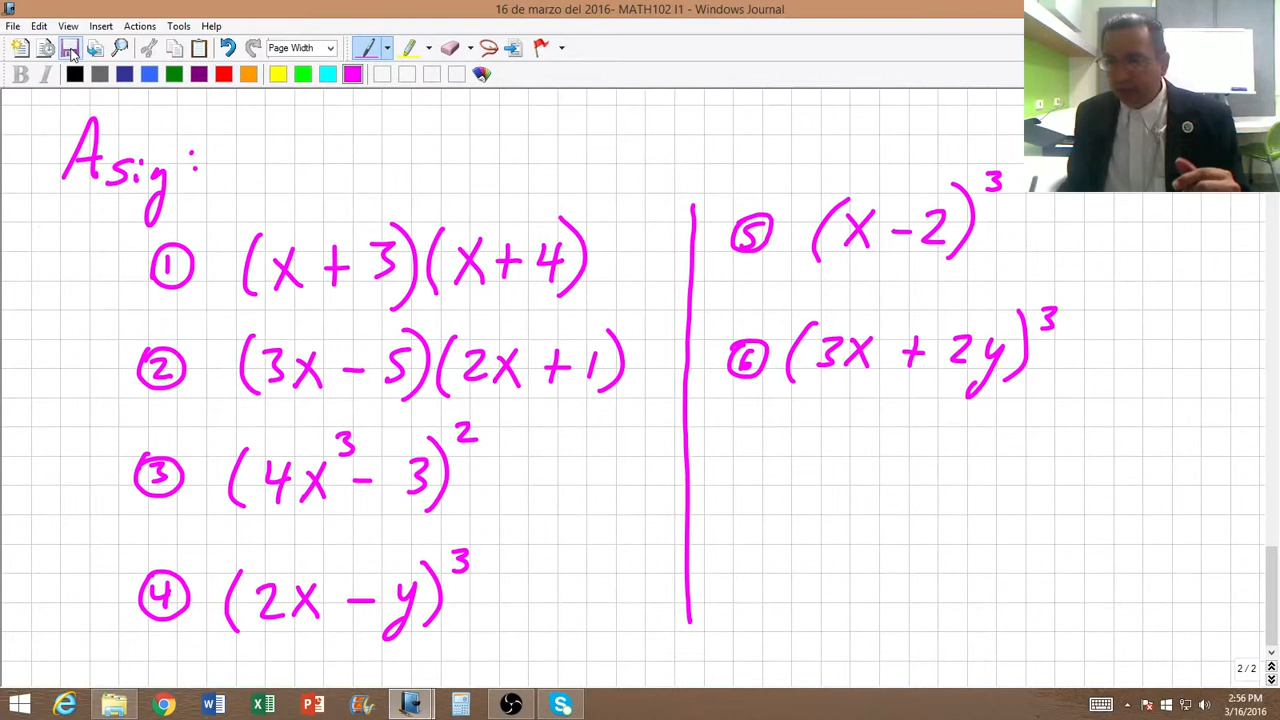 16 de marzo del 2016- MATH102 I1 - Windows Journal
File Edit View Insert Actions Tools Help
Page Width
B I
Asig:
① (x + 3)(x + 4)
② (3x - 5)(2x + 1)
③ (4x³ - 3)²
④ (2x - y)³
⑤ (x - 2)³
⑥ (3x + 2y)³
2 / 2
2:56 PM
3/16/2016